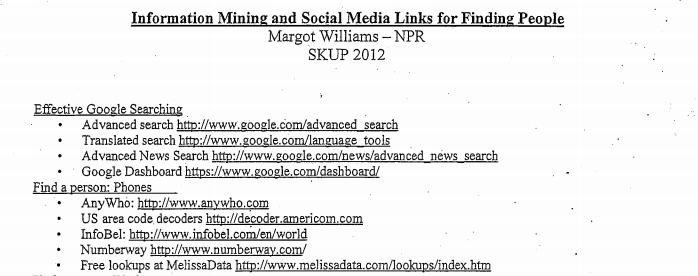 Information Mining and Social Media Links for Finding People
Margot Williams – NPR
SKUP 2012
Effective Google Searching
• Advanced search http://www.google.com/advanced_search
• Translated search http://www.google.com/language_tools
• Advanced News Search http://www.google.com/news/advanced_news_search
• Google Dashboard https://www.google.com/dashboard/
Find a person: Phones
• AnyWho: http://www.anywho.com
• US area code decoders http://decoder.americom.com
• InfoBel: http://www.infobel.com/en/world
• Numberway http://www.numberway.com/
• Free lookups at MelissaData http://www.melissadata.com/lookups/index.htm